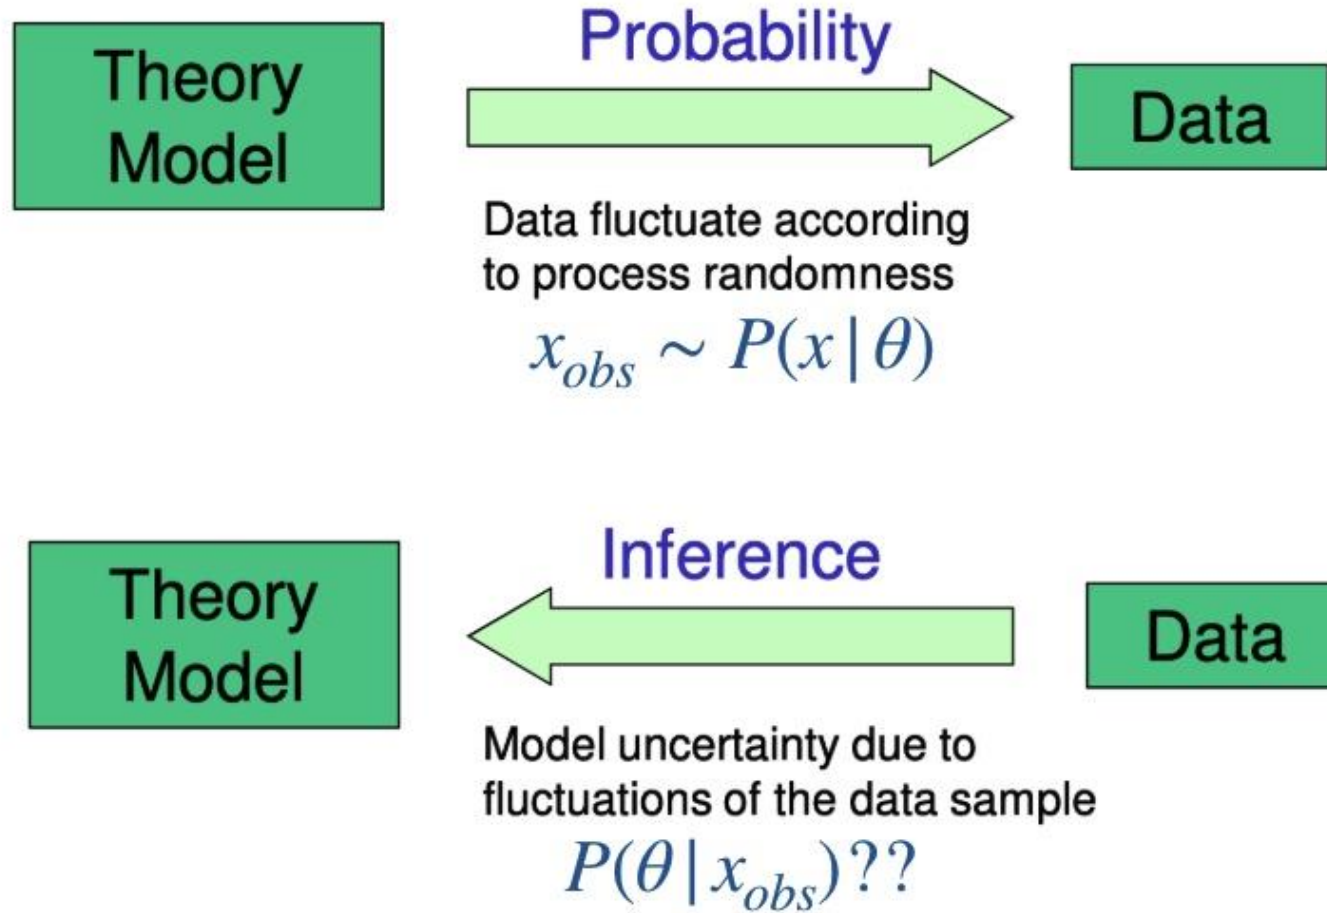 Theory
Model
Probability
Data
Data fluctuate according
to process randomness
x_obs ~ P(x | θ)
Theory
Model
Inference
Data
Model uncertainty due to
fluctuations of the data sample
P(θ | x_obs)??